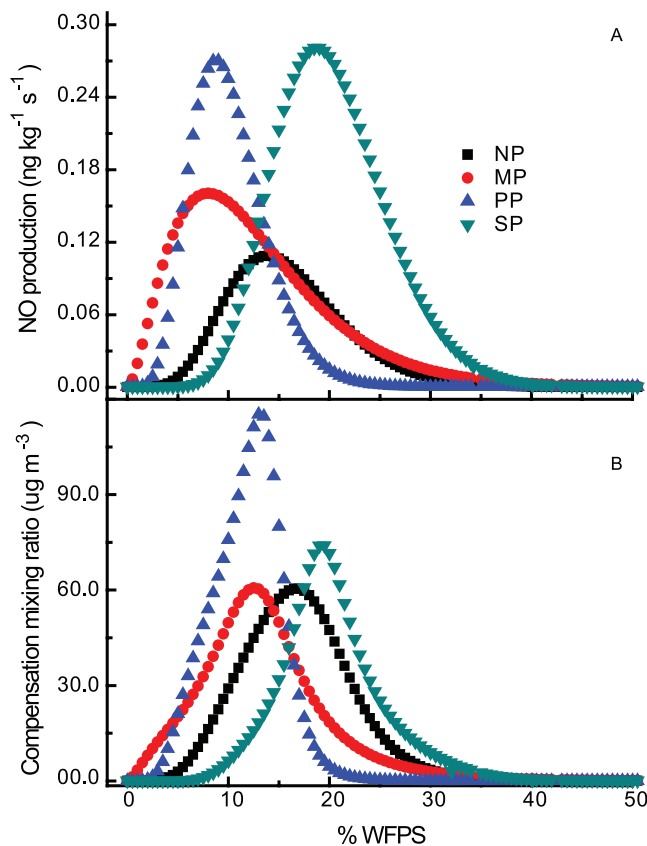 A
NO production (ng kg⁻¹ s⁻¹)
0.30
0.24
0.18
0.12
0.06
0.00
NP
MP
PP
SP
B
Compensation mixing ratio (ug m⁻³)
90.0
60.0
30.0
00.0
0
10
20
30
40
50
% WFPS